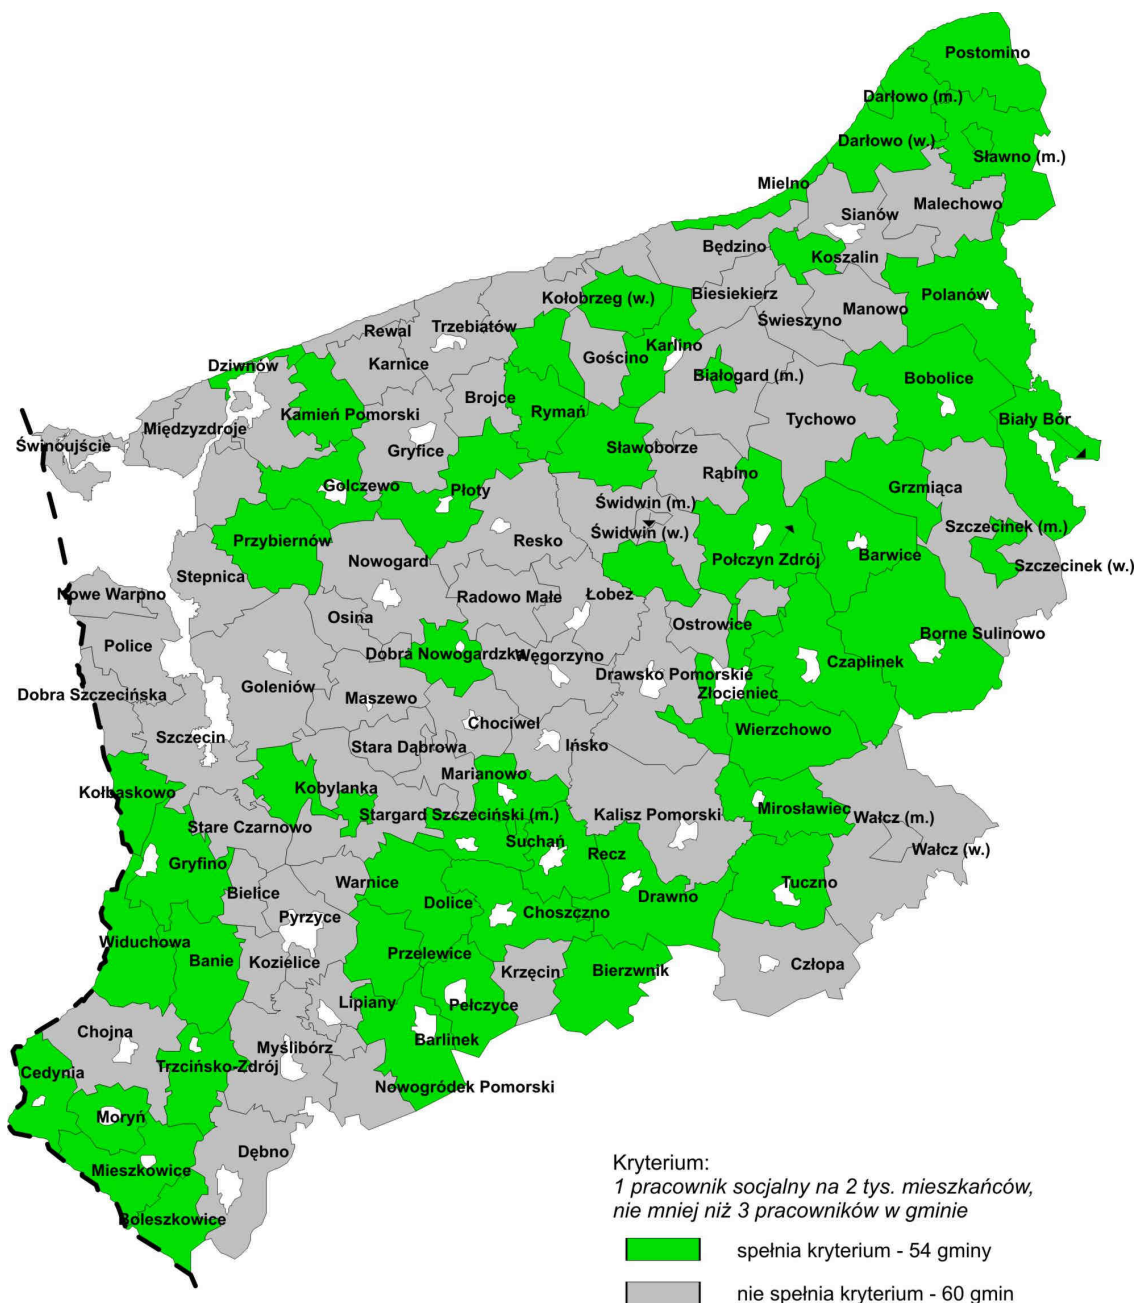 Postomino
Darłowo (m.)
Darłowo (w.)
Sławno (m.)
Mielno
Malechowo
Sianów
Będzino
Koszalin
Polanów
Kołobrzeg (w.)
Biesiekierz
Manowo
Świeszyno
Rewal
Trzebiatów
Karnice
Gościno
Karlino
Dziwnów
Białogard (m.)
Bobolice
Brojce
Kamień Pomorski
Rymań
Tychowo
Biały Bór
Międzyzdroje
Świnoujście
Gryfice
Sławoborze
Rąbino
Golczewo
Płoty
Grzmiąca
Świdwin (m.)
Szczecinek (m.)
Świdwin (w.)
Przybiernów
Resko
Barwice
Połczyn Zdrój
Szczecinek (w.)
Nowogard
Stepnica
Nowe Warpno
Radowo Małe
Łobez
Osina
Ostrowice
Borne Sulinowo
Police
Dobra Nowogardzka
Węgorzyno
Czaplinek
Drawsko Pomorskie
Złocieniec
Goleniów
Dobra Szczecińska
Maszewo
Chociwel
Wierzchowo
Szczecin
Stara Dąbrowa
Ińsko
Marianowo
Kobylanka
Kołbaskowo
Mirosławiec
Stargard Szczeciński (m.)
Kalisz Pomorski
Wałcz (m.)
Stare Czarnowo
Suchań
Wałcz (w.)
Recz
Gryfino
Warnice
Tuczno
Bielice
Drawno
Dolice
Choszczno
Pyrzyce
Widuchowa
Przelewice
Banie
Kozielice
Krzęcin
Bierzwnik
Człopa
Lipiany
Pełczyce
Chojna
Barlinek
Myślibórz
Trzcińsko-Zdrój
Cedynia
Nowogródek Pomorski
Moryń
Dębno
Mieszkowice
Boleszkowice
Kryterium:
1 pracownik socjalny na 2 tys. mieszkańców,
nie mniej niż 3 pracowników w gminie
spełnia kryterium - 54 gminy
nie spełnia kryterium - 60 gmin